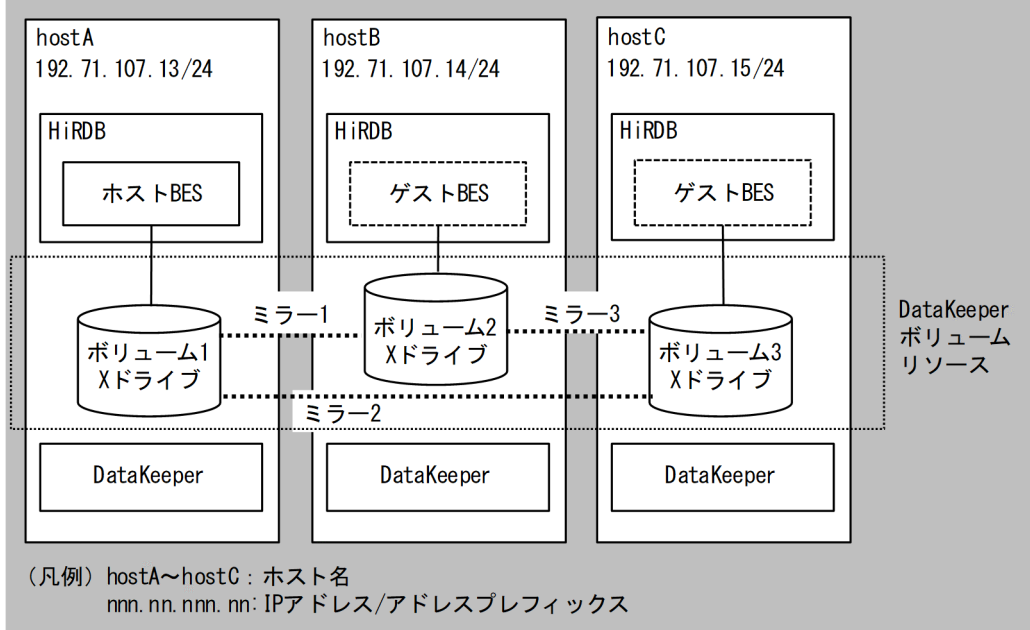 hostA
192.71.107.13/24
HiRDB
ホストBES
hostB
192.71.107.14/24
HiRDB
ゲストBES
hostC
192.71.107.15/24
HiRDB
ゲストBES
ミラー1
ミラー3
ボリューム1
Xドライブ
ボリューム2
Xドライブ
ボリューム3
Xドライブ
ミラー2
DataKeeper
ボリューム
リソース
DataKeeper
DataKeeper
DataKeeper
(凡例) hostA~hostC:ホスト名
nnn.nn.nnn.nn:IPアドレス/アドレスプレフィックス